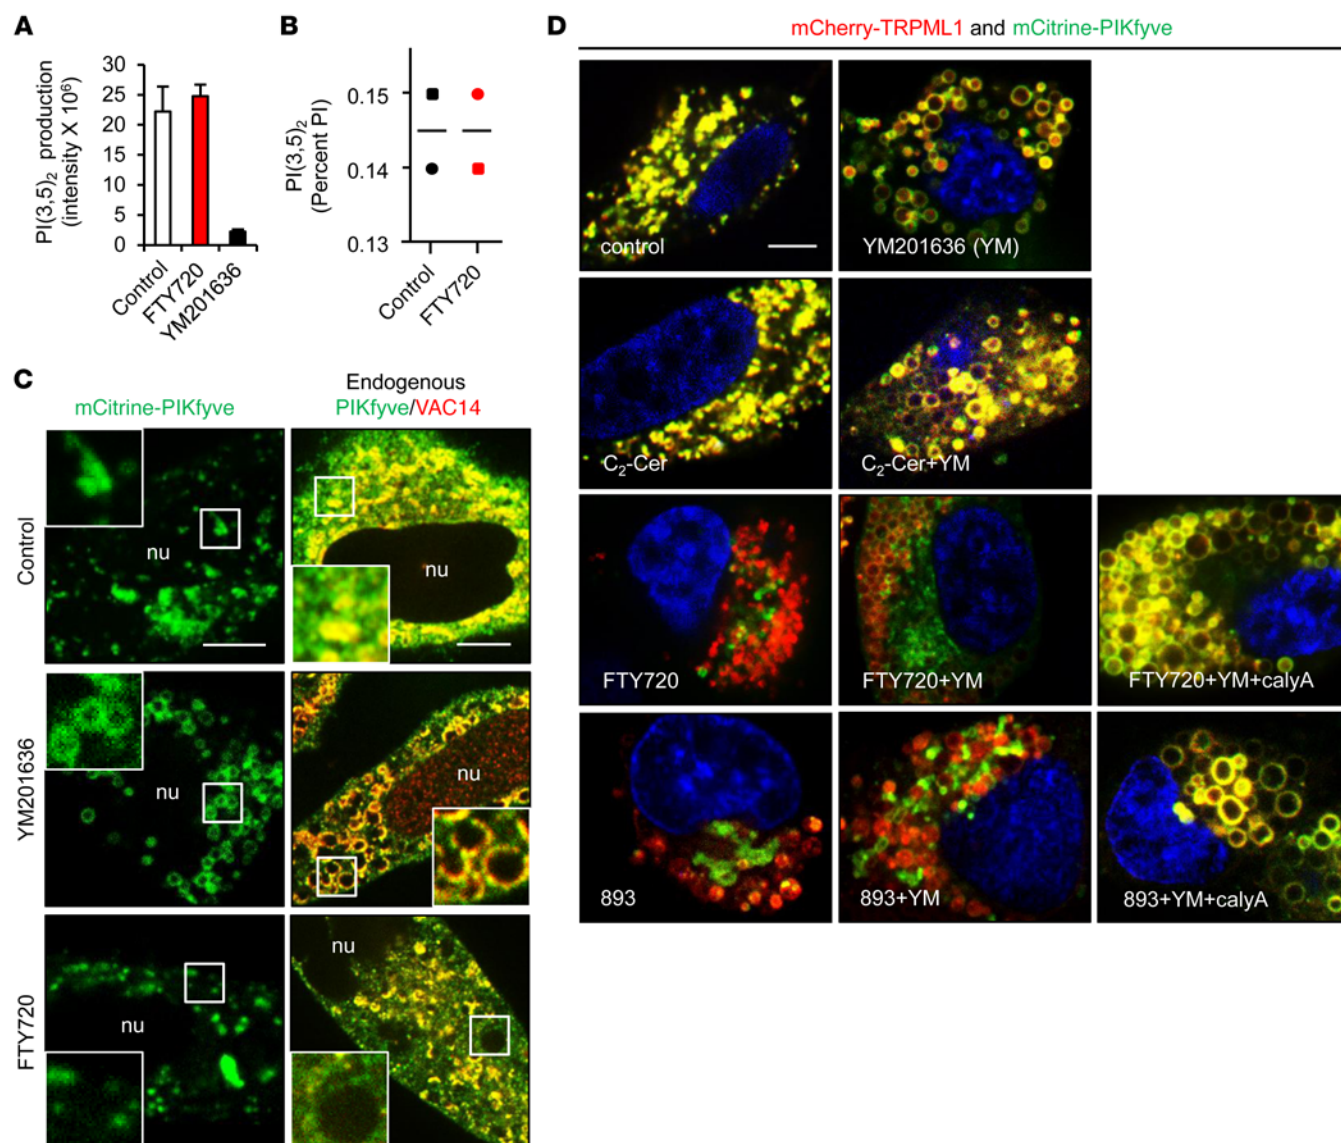 A
PI(3,5)2 production
(intensity X 10⁶)
30
25
20
15
10
5
0
Control
FTY720
YM201636
B
PI(3,5)2
(Percent PI)
0.15
0.14
0.13
Control
FTY720
C
mCitrine-PIKfyve
Endogenous
PIKfyve/VAC14
Control
nu
nu
YM201636
nu
nu
FTY720
nu
nu
D
mCherry-TRPML1 and mCitrine-PIKfyve
control
YM201636 (YM)
C2-Cer
C2-Cer+YM
FTY720
FTY720+YM
FTY720+YM+calyA
893
893+YM
893+YM+calyA